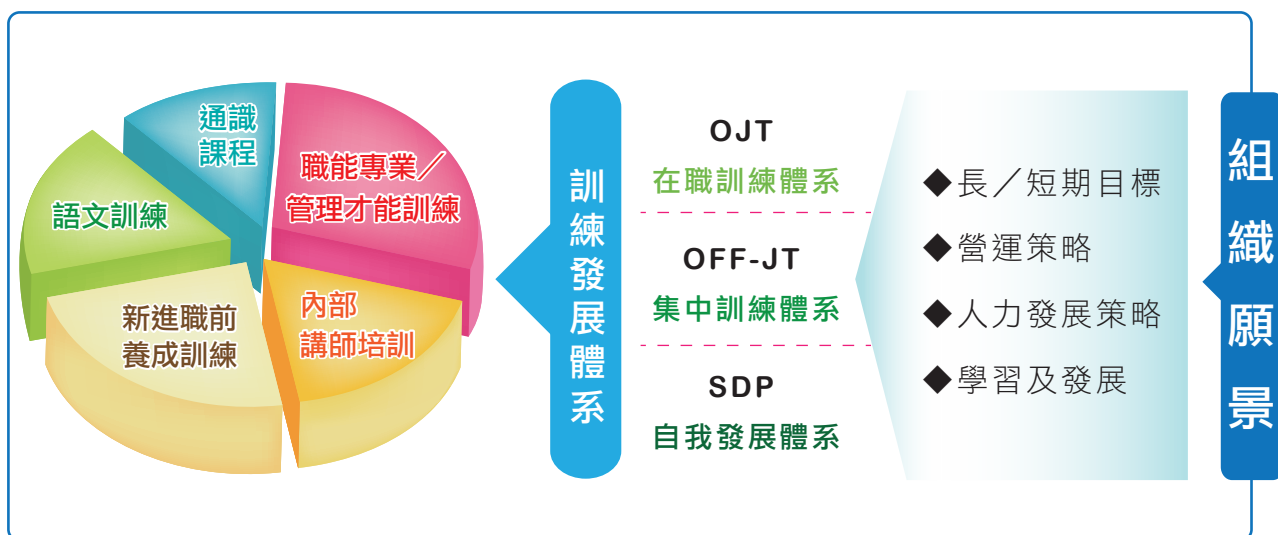 通識
課程
職能專業／
管理才能訓練
語文訓練
新進職前
養成訓練
內部
講師培訓
訓練發展體系
OJT
在職訓練體系
OFF-JT
集中訓練體系
SDP
自我發展體系
◆長／短期目標
◆營運策略
◆人力發展策略
◆學習及發展
組織願景